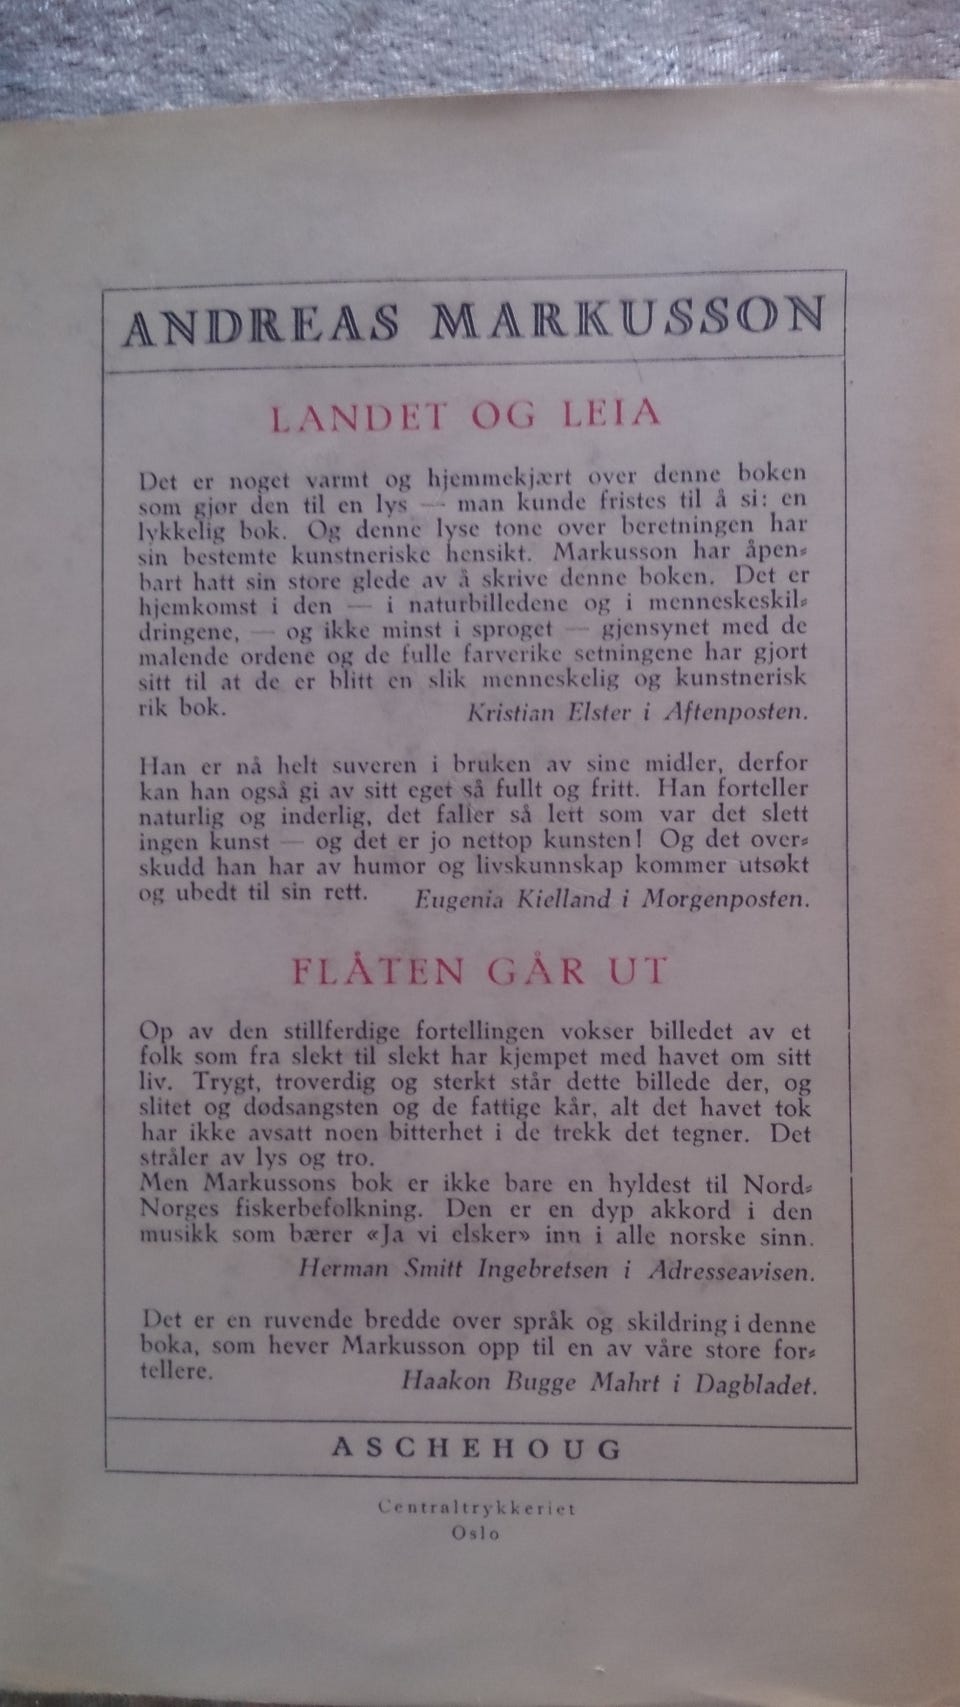 ANDREAS MARKUSSON
LANDET OG LEIA
Det er noget varmt og hjemmekjært over denne boken
som gjør den til en lys — man kunde fristes til å si: en
lykkelig bok. Og denne lyse tone over beretningen har
sin bestemte kunstneriske hensikt. Markusson har åpen-
bart hatt sin store glede av å skrive denne boken. Det er
hjemkomst i den — i naturbilledene og i menneskeskil-
dringene, — og ikke minst i sproget — gjensynet med de
malende ordene og de fulle farverike setningene har gjort
sitt til at de er blitt en slik menneskelig og kunstnerisk
rik bok. Kristian Elster i Aftenposten.
Han er nå helt suveren i bruken av sine midler, derfor
kan han også gi av sitt eget så fullt og fritt. Han forteller
naturlig og inderlig, det faller så lett som var det slett
ingen kunst — og det er jo nettop kunsten! Og det over-
skudd han har av humor og livskunnskap kommer utsøkt
og ubedt til sin rett. Eugenia Kielland i Morgenposten.
FLÅTEN GÅR UT
Op av den stillferdige fortellingen vokser billedet av et
folk som fra slekt til slekt har kjempet med havet om sitt
liv. Trygt, troverdig og sterkt står dette billede der, og
slitet og dødsangsten og de fattige kår, alt det havet tok
har ikke avsatt noen bitterhet i de trekk det tegner. Det
stråler av lys og tro.
Men Markussons bok er ikke bare en hyldest til Nord-
Norges fiskerbefolkning. Den er en dyp akkord i den
musikk som bærer «Ja vi elsker» inn i alle norske sinn.
Herman Smitt Ingebretsen i Adresseavisen.
Det er en ruvende bredde over språk og skildring i denne
boka, som hever Markusson opp til en av våre store for-
tellere. Haakon Bugge Mahrt i Dagbladet.
ASCHEHOUG
Centraltrykkeriet
Oslo